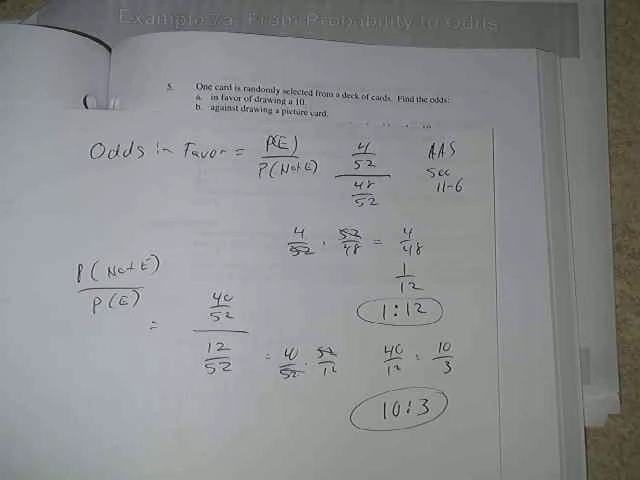 Example 7a: From Probability to Odds
5. One card is randomly selected from a deck of cards. Find the odds:
a. in favor of drawing a 10.
b. against drawing a picture card.
Odds in Favor = P(E) / P(Not E)
4/52 / 48/52
AAS
Sec
11-6
4/52 · 52/48 = 4/48
1/12
1:12
P(Not E) / P(E) = 40/52 / 12/52 = 40/52 · 52/12
40/12 = 10/3
10:3